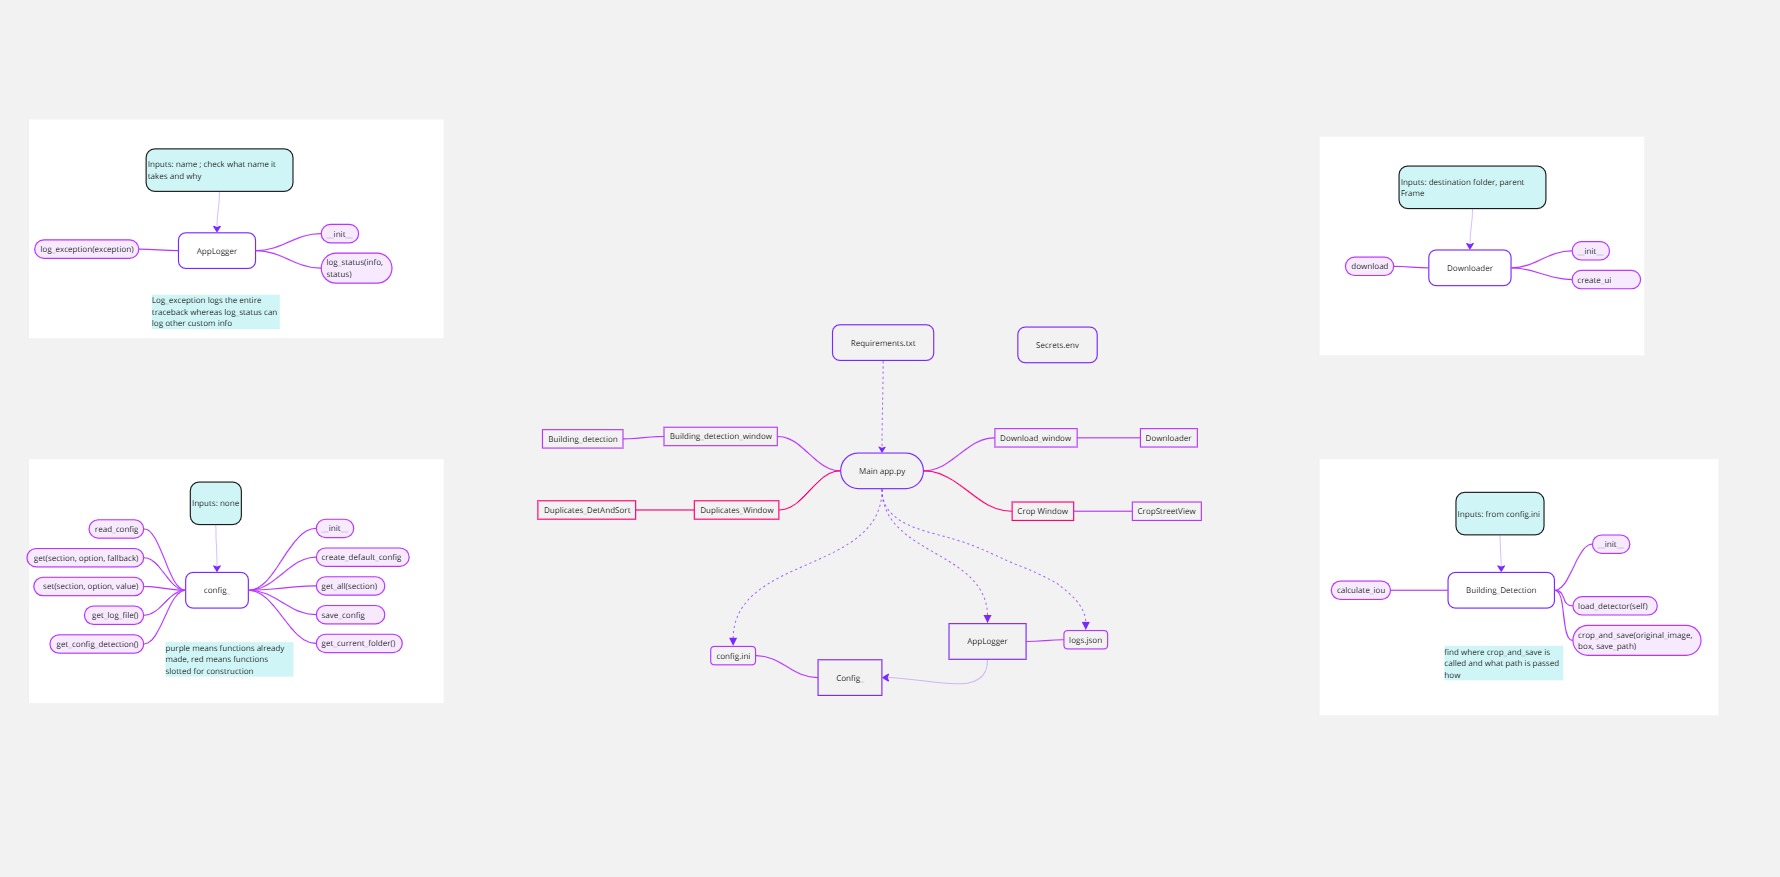 Inputs: name ; check what name it
takes and why
log_exception(exception)
AppLogger
__init__
log_status(info,
status)
Log_exception logs the entire
traceback whereas log_status can
log other custom info
Inputs: destination folder, parent
Frame
download
Downloader
__init__
create_ui
Requirements.txt
Secrets.env
Building_detection
Building_detection_window
Download_window
Downloader
Main app.py
Duplicates_DetAndSort
Duplicates_Window
Crop Window
CropStreetView
config.ini
Config_
AppLogger
logs.json
Inputs: none
read_config
get(section, option, fallback)
set(section, option, value)
get_log_file()
get_config_detection()
config_
__init__
create_default_config
get_all(section)
save_config
get_current_folder()
purple means functions already
made, red means functions
slotted for construction
Inputs: from config.ini
calculate_iou
Building_Detection
__init__
load_detector(self)
crop_and_save(original_image,
box, save_path)
find where crop_and_save is
called and what path is passed
how